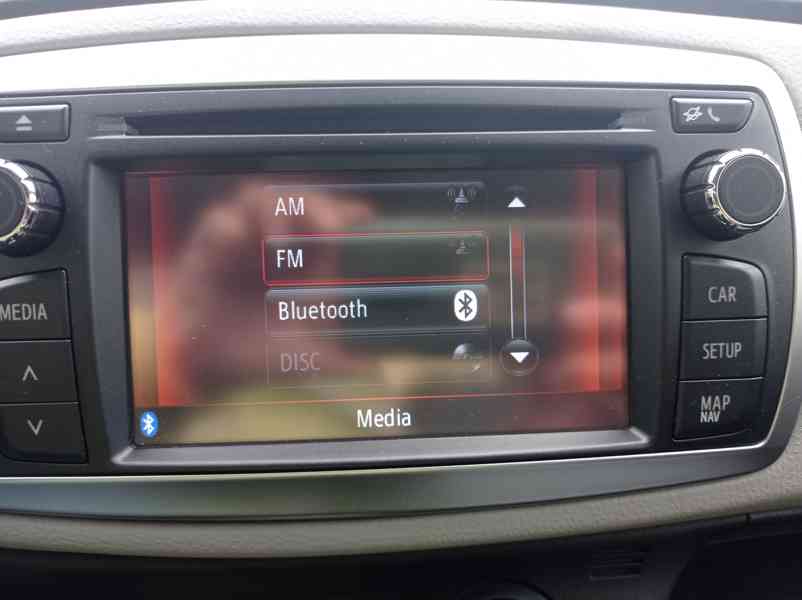 AM
FM
Bluetooth
DISC
Media
MEDIA
CAR
SETUP
MAP
NAV